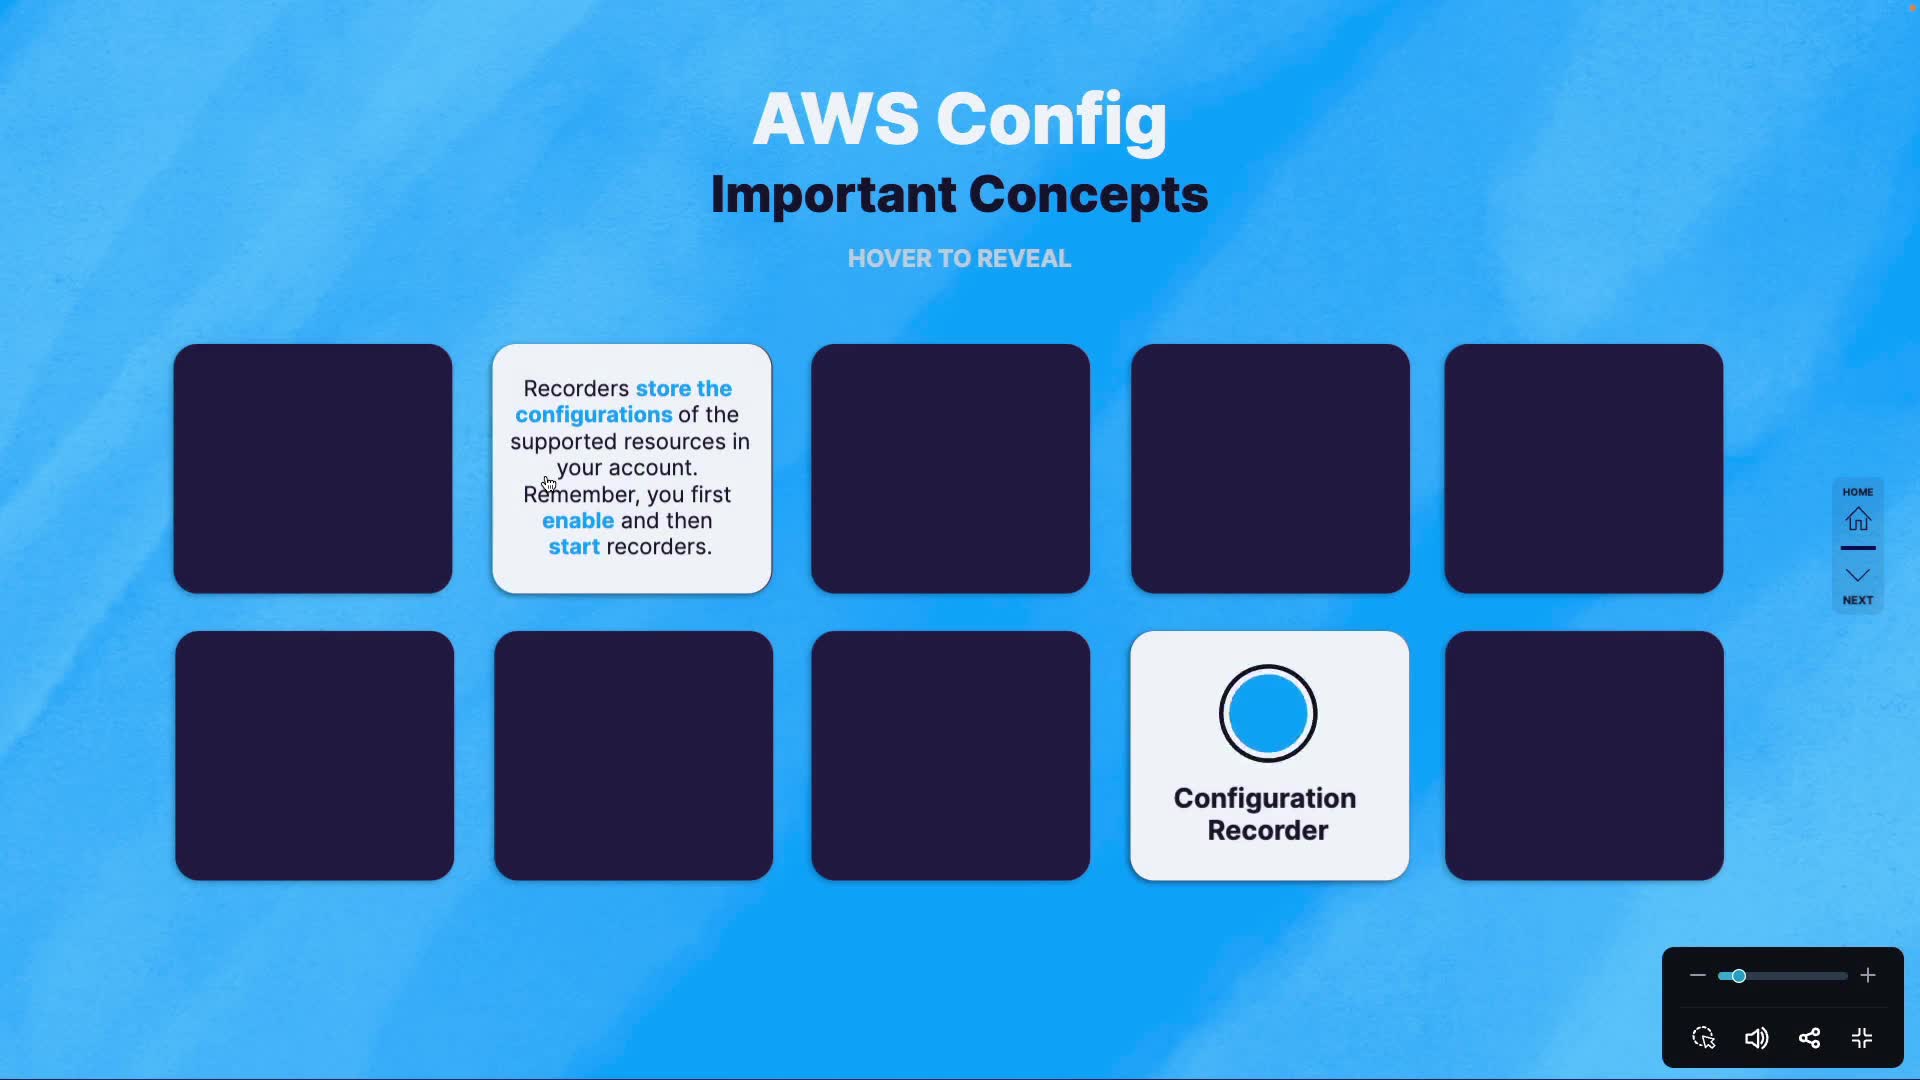 AWS Config
Important Concepts
HOVER TO REVEAL
Recorders store the
configurations of the
supported resources in
your account.
Remember, you first
enable and then
start recorders.
HOME
NEXT
Configuration
Recorder